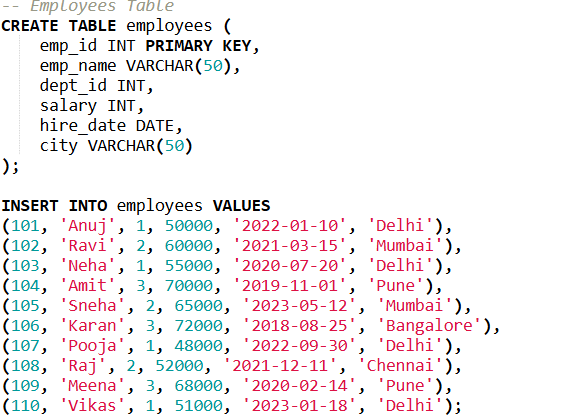 -- Employees Table
CREATE TABLE employees (
    emp_id INT PRIMARY KEY,
    emp_name VARCHAR(50),
    dept_id INT,
    salary INT,
    hire_date DATE,
    city VARCHAR(50)
);

INSERT INTO employees VALUES
(101, 'Anuj', 1, 50000, '2022-01-10', 'Delhi'),
(102, 'Ravi', 2, 60000, '2021-03-15', 'Mumbai'),
(103, 'Neha', 1, 55000, '2020-07-20', 'Delhi'),
(104, 'Amit', 3, 70000, '2019-11-01', 'Pune'),
(105, 'Sneha', 2, 65000, '2023-05-12', 'Mumbai'),
(106, 'Karan', 3, 72000, '2018-08-25', 'Bangalore'),
(107, 'Pooja', 1, 48000, '2022-09-30', 'Delhi'),
(108, 'Raj', 2, 52000, '2021-12-11', 'Chennai'),
(109, 'Meena', 3, 68000, '2020-02-14', 'Pune'),
(110, 'Vikas', 1, 51000, '2023-01-18', 'Delhi');